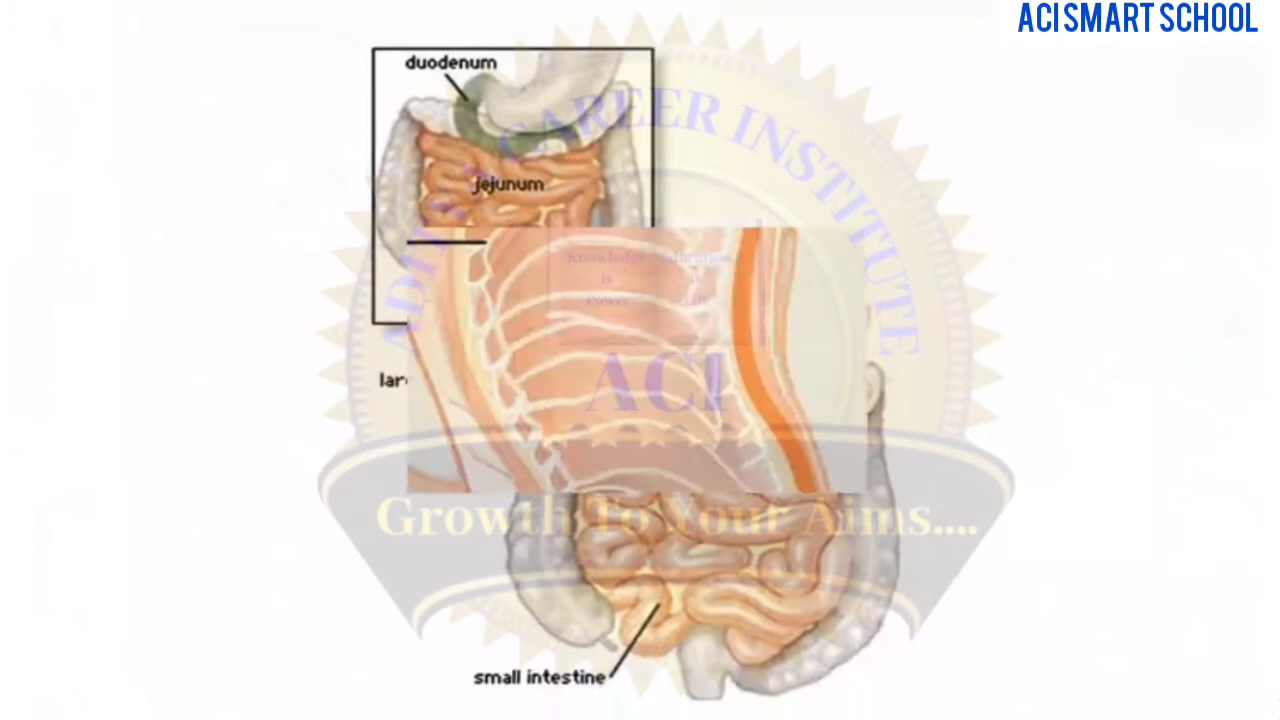 ACI SMART SCHOOL
duodenum
CAREER INSTITUTE
jejunum
Knowledge
is
Power
ACI
Growth To Your Aims....
small intestine